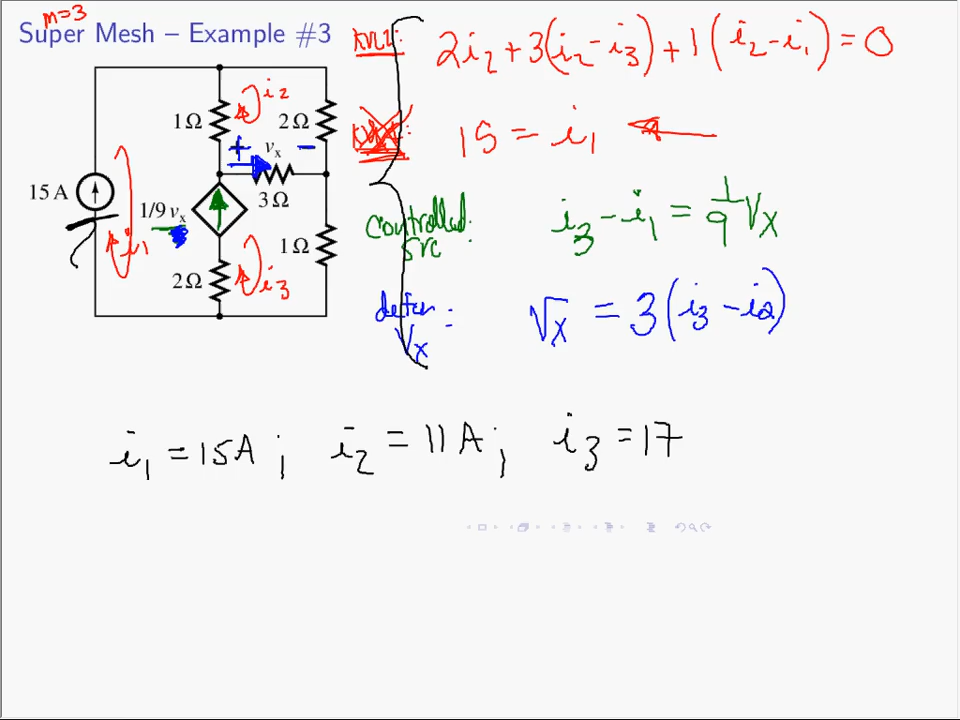 m=3
Super Mesh – Example #3
KVL2: 2i₂+3(i₂-i₃)+1(i₂-i₁)=0
i₂
1Ω
2Ω
15 = i₁
+ vₓ -
15 A
1/9 vₓ
3Ω
controlled src: i₃-i₁=1/9 Vₓ
i₁
1Ω
2Ω
i₃
define Vₓ: Vₓ = 3(i₃-i₂)
i₁=15A; i₂=11A; i₃=17